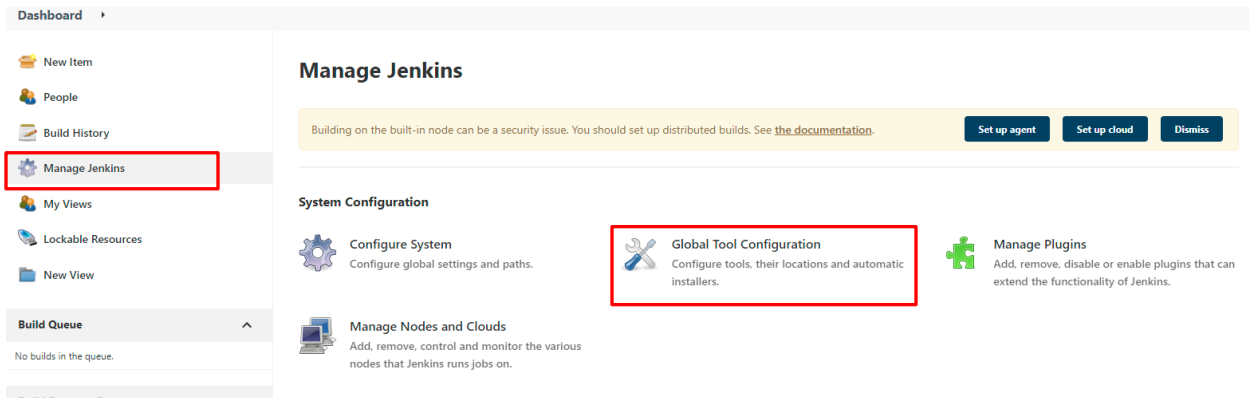 Dashboard
New Item
People
Build History
Manage Jenkins
My Views
Lockable Resources
New View
Build Queue
No builds in the queue.
Manage Jenkins
Building on the built-in node can be a security issue. You should set up distributed builds. See the documentation.
Set up agent
Set up cloud
Dismiss
System Configuration
Configure System
Configure global settings and paths.
Global Tool Configuration
Configure tools, their locations and automatic
installers.
Manage Plugins
Add, remove, disable or enable plugins that can
extend the functionality of Jenkins.
Manage Nodes and Clouds
Add, remove, control and monitor the various
nodes that Jenkins runs jobs on.